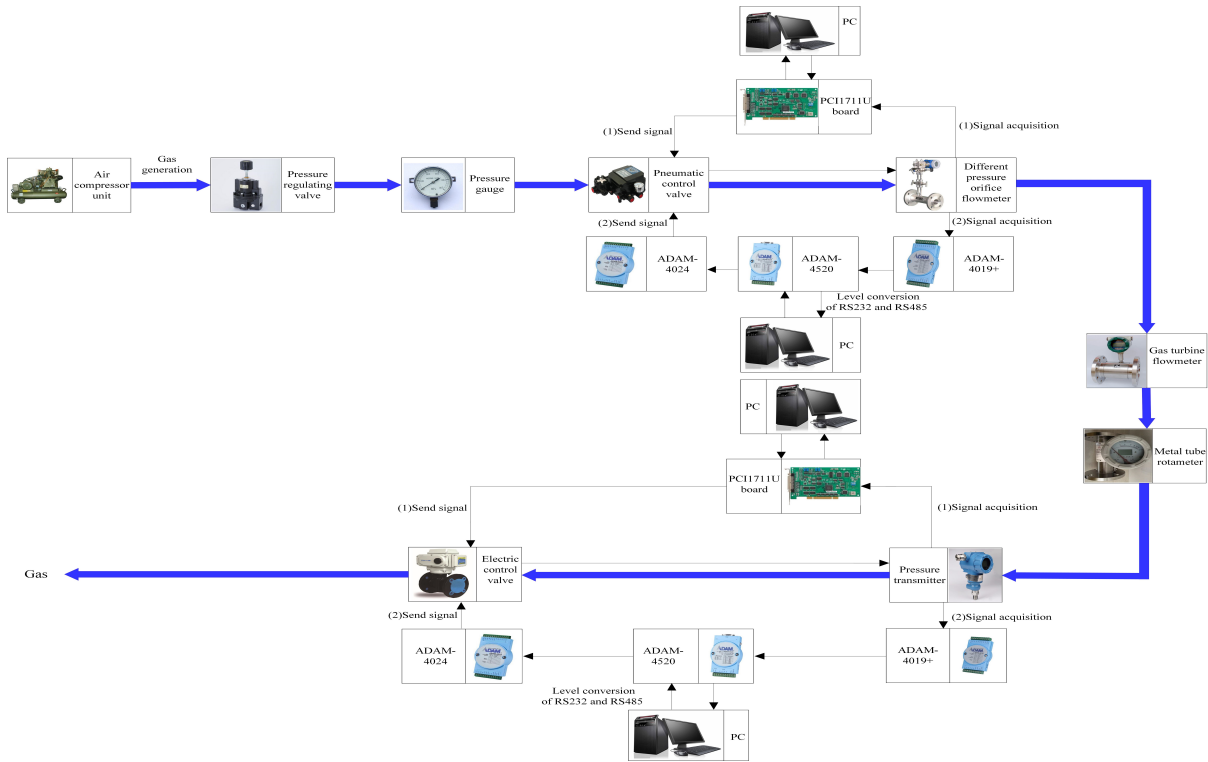 PC
PCI1711U
board
(1)Send signal
(1)Signal acquisition
Air
compressor
unit
Gas
generation
Pressure
regulating
valve
Pressure
gauge
Pneumatic
control
valve
Different
pressure
orifice
flowmeter
(2)Send signal
(2)Signal acquisition
ADAM-
4024
ADAM-
4520
ADAM-
4019+
Level conversion
of RS232 and RS485
PC
Gas turbine
flowmeter
PC
Metal tube
rotameter
PCI1711U
board
(1)Send signal
(1)Signal acquisition
Gas
Electric
control
valve
Pressure
transmitter
(2)Send signal
(2)Signal acquisition
ADAM-
4024
ADAM-
4520
ADAM-
4019+
Level conversion
of RS232 and RS485
PC